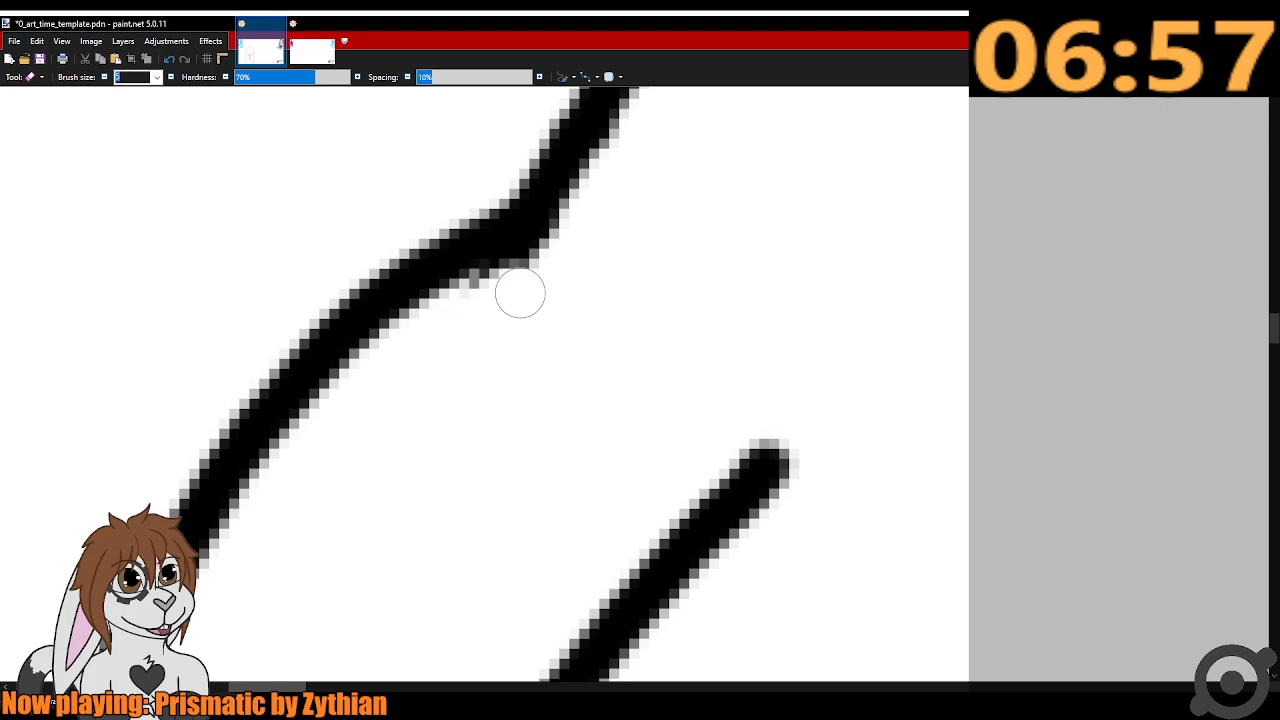 *0_art_time_template.pdn - paint.net 5.0.11
06:57
File Edit View Image Layers Adjustments Effects
Tool Brush size: 5 Hardness: 70% Spacing: 10%
Now playing: Prismatic by Zythian